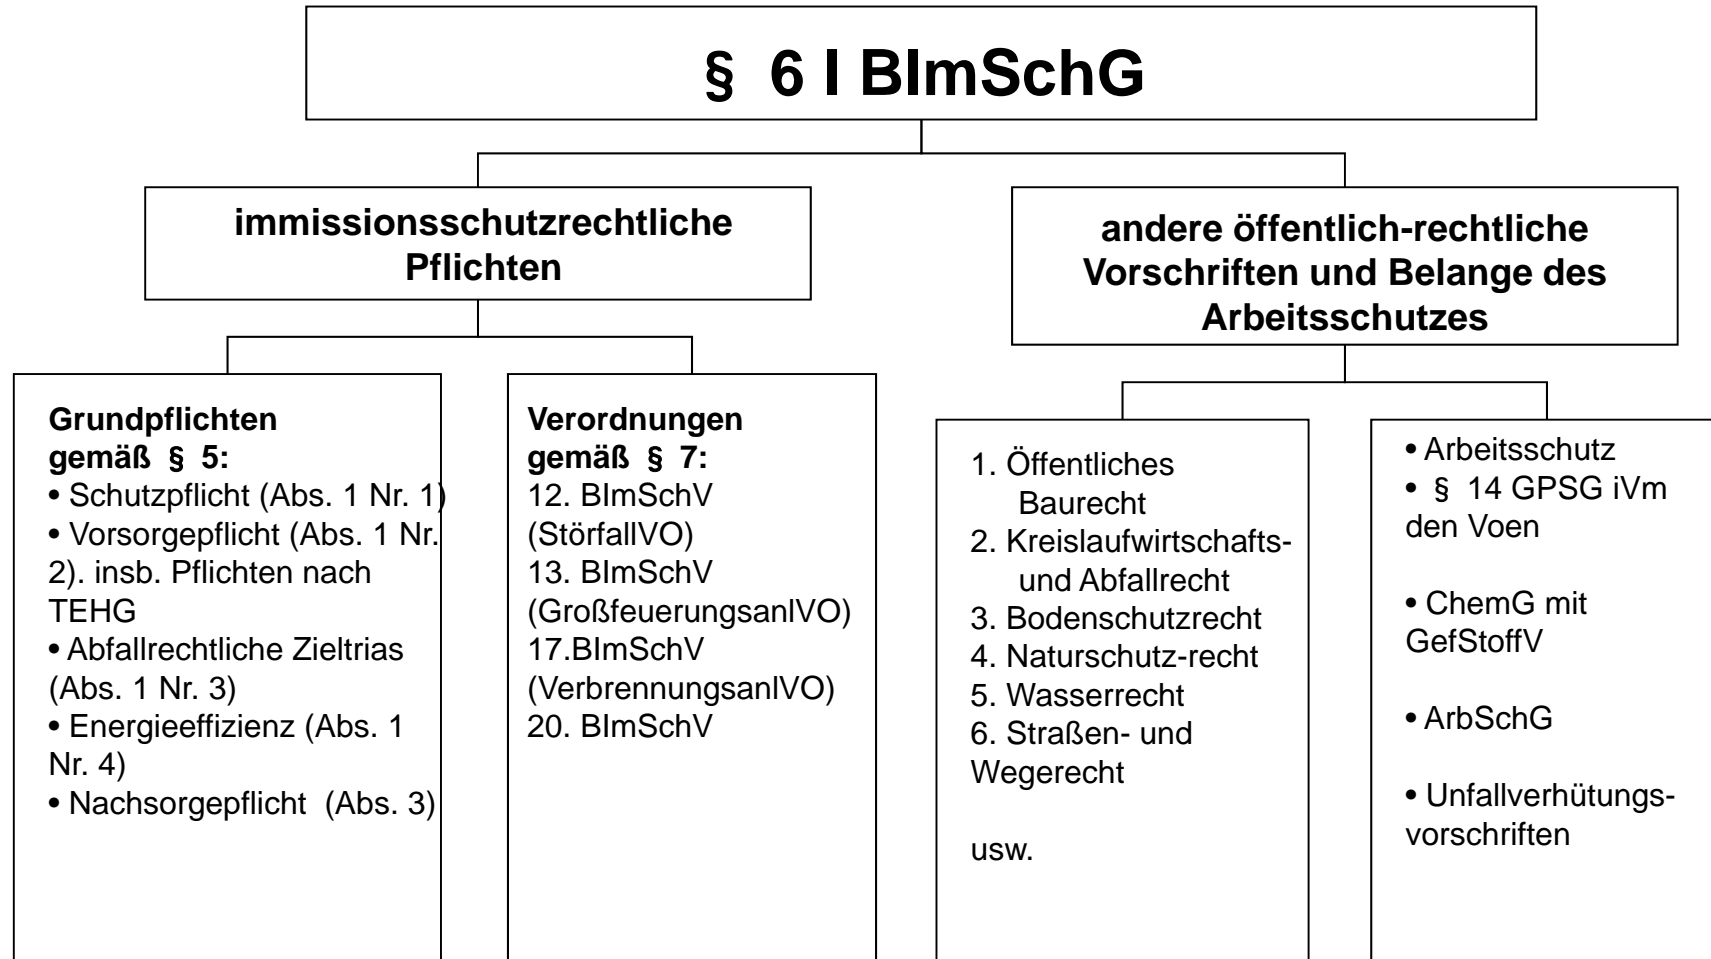 § 6 I BImSchG
immissionsschutzrechtliche
Pflichten
andere öffentlich-rechtliche
Vorschriften und Belange des
Arbeitsschutzes
Grundpflichten
gemäß § 5:
• Schutzpflicht (Abs. 1 Nr. 1)
• Vorsorgepflicht (Abs. 1 Nr.
2). insb. Pflichten nach
TEHG
• Abfallrechtliche Zieltrias
(Abs. 1 Nr. 3)
• Energieeffizienz (Abs. 1
Nr. 4)
• Nachsorgepflicht (Abs. 3)
Verordnungen
gemäß § 7:
12. BImSchV
(StörfallVO)
13. BImSchV
(GroßfeuerungsanlVO)
17.BImSchV
(VerbrennungsanlVO)
20. BImSchV
1. Öffentliches
Baurecht
2. Kreislaufwirtschafts-
und Abfallrecht
3. Bodenschutzrecht
4. Naturschutz-recht
5. Wasserrecht
6. Straßen- und
Wegerecht
usw.
• Arbeitsschutz
• § 14 GPSG iVm
den Voen
• ChemG mit
GefStoffV
• ArbSchG
• Unfallverhütungs-
vorschriften